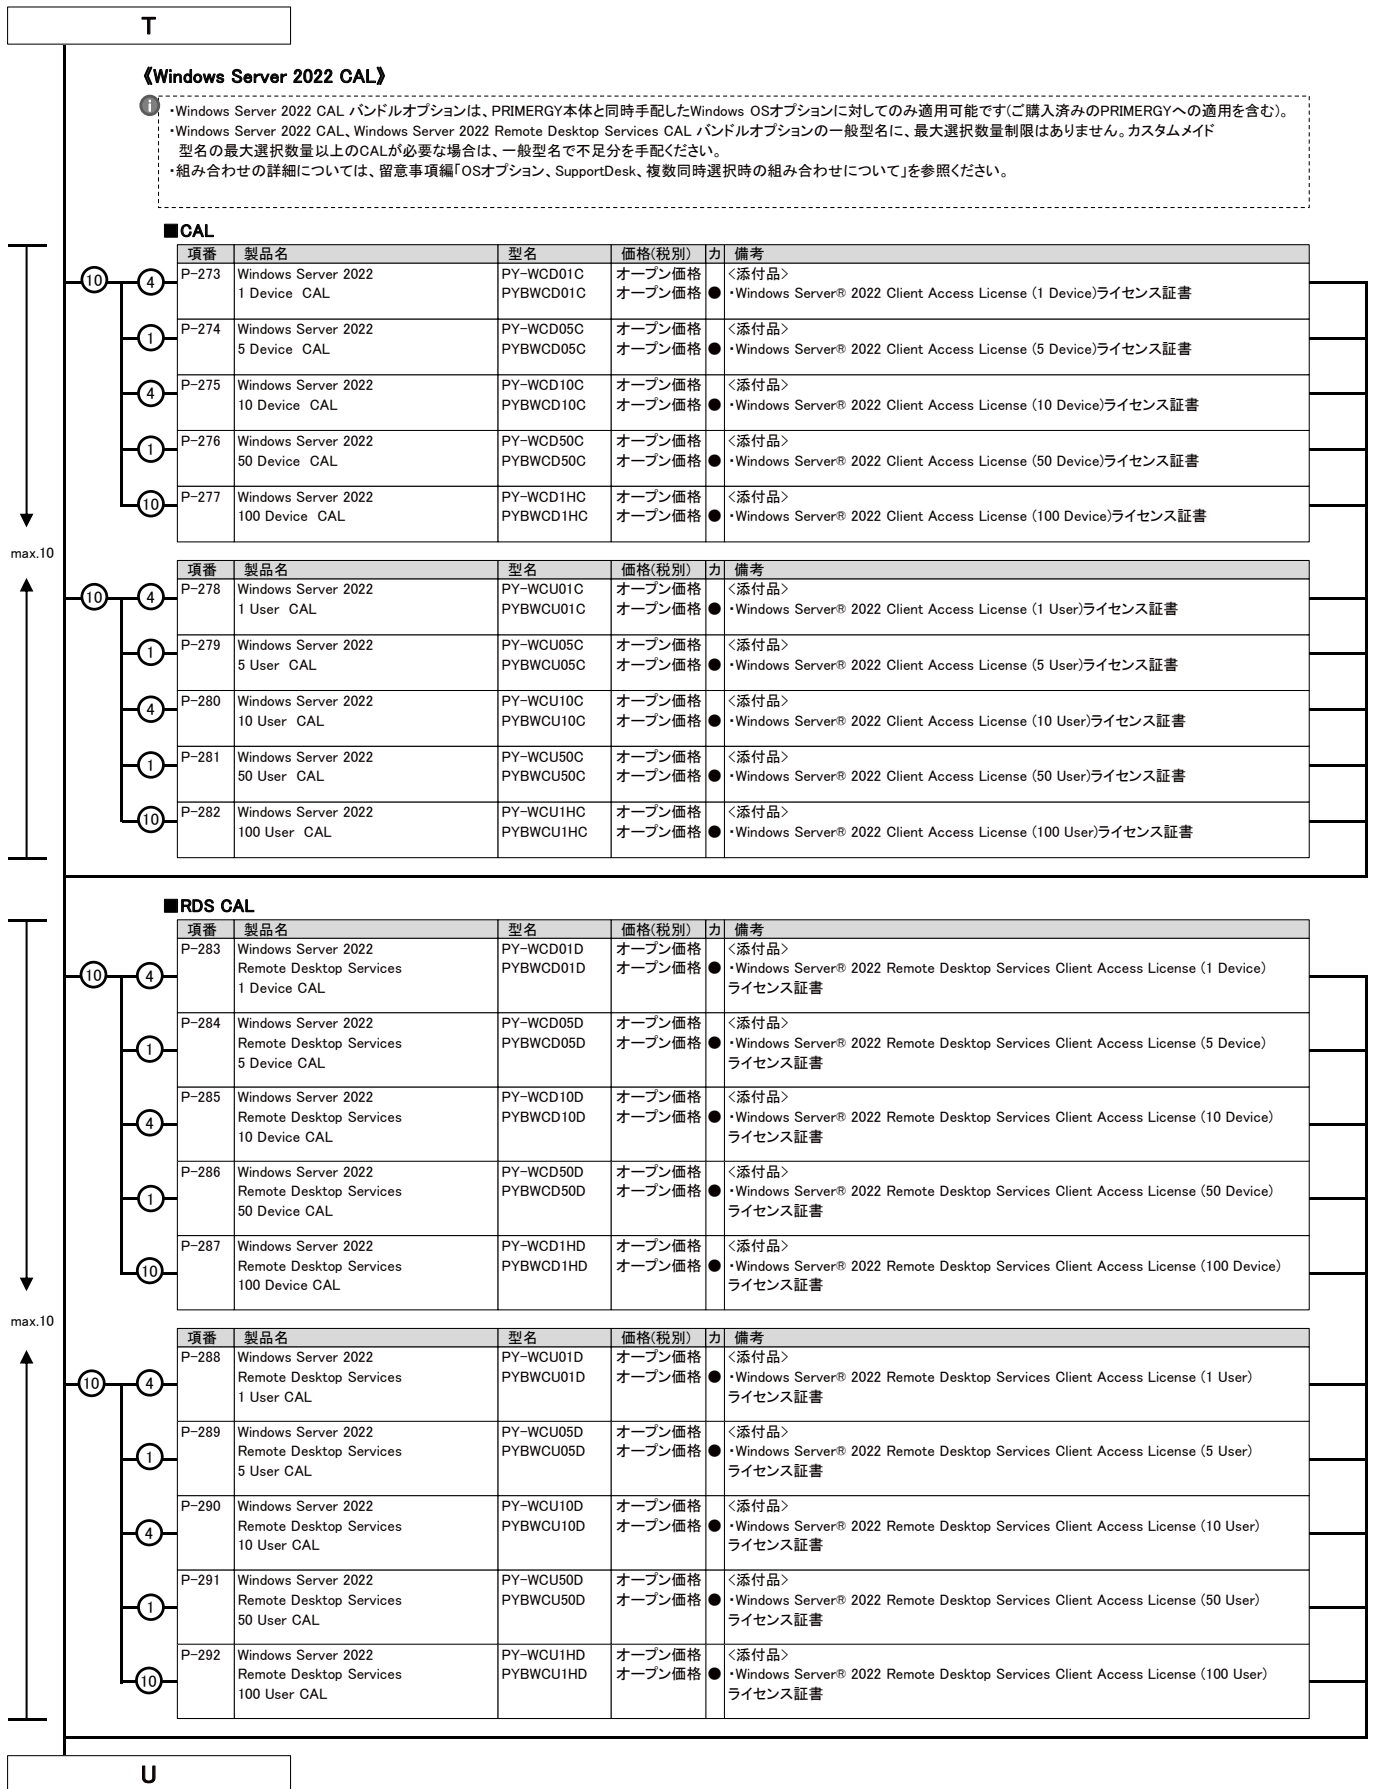 T
《Windows Server 2022 CAL》
i
・Windows Server 2022 CAL バンドルオプションは、PRIMERGY本体と同時手配したWindows OSオプションに対してのみ適用可能です(ご購入済みのPRIMERGYへの適用を含む)。
・Windows Server 2022 CAL、Windows Server 2022 Remote Desktop Services CAL バンドルオプションの一般型名に、最大選択数量制限はありません。カスタムメイド
型名の最大選択数量以上のCALが必要な場合は、一般型名で不足分を手配ください。
・組み合わせの詳細については、留意事項編「OSオプション、SupportDesk、複数同時選択時の組み合わせについて」を参照ください。
■CAL
項番 製品名 型名 価格(税別) カ 備考
P-273 Windows Server 2022 PY-WCD01C オープン価格 <添付品>
10 4 1 Device CAL PYBWCD01C オープン価格 ● ・Windows Server® 2022 Client Access License (1 Device)ライセンス証書
P-274 Windows Server 2022 PY-WCD05C オープン価格 <添付品>
1 5 Device CAL PYBWCD05C オープン価格 ● ・Windows Server® 2022 Client Access License (5 Device)ライセンス証書
P-275 Windows Server 2022 PY-WCD10C オープン価格 <添付品>
4 10 Device CAL PYBWCD10C オープン価格 ● ・Windows Server® 2022 Client Access License (10 Device)ライセンス証書
P-276 Windows Server 2022 PY-WCD50C オープン価格 <添付品>
1 50 Device CAL PYBWCD50C オープン価格 ● ・Windows Server® 2022 Client Access License (50 Device)ライセンス証書
P-277 Windows Server 2022 PY-WCD1HC オープン価格 <添付品>
10 100 Device CAL PYBWCD1HC オープン価格 ● ・Windows Server® 2022 Client Access License (100 Device)ライセンス証書
max.10
項番 製品名 型名 価格(税別) カ 備考
P-278 Windows Server 2022 PY-WCU01C オープン価格 <添付品>
10 4 1 User CAL PYBWCU01C オープン価格 ● ・Windows Server® 2022 Client Access License (1 User)ライセンス証書
P-279 Windows Server 2022 PY-WCU05C オープン価格 <添付品>
1 5 User CAL PYBWCU05C オープン価格 ● ・Windows Server® 2022 Client Access License (5 User)ライセンス証書
P-280 Windows Server 2022 PY-WCU10C オープン価格 <添付品>
4 10 User CAL PYBWCU10C オープン価格 ● ・Windows Server® 2022 Client Access License (10 User)ライセンス証書
P-281 Windows Server 2022 PY-WCU50C オープン価格 <添付品>
1 50 User CAL PYBWCU50C オープン価格 ● ・Windows Server® 2022 Client Access License (50 User)ライセンス証書
P-282 Windows Server 2022 PY-WCU1HC オープン価格 <添付品>
10 100 User CAL PYBWCU1HC オープン価格 ● ・Windows Server® 2022 Client Access License (100 User)ライセンス証書
■RDS CAL
項番 製品名 型名 価格(税別) カ 備考
P-283 Windows Server 2022 PY-WCD01D オープン価格 <添付品>
10 4 Remote Desktop Services PYBWCD01D オープン価格 ● ・Windows Server® 2022 Remote Desktop Services Client Access License (1 Device)
1 Device CAL ライセンス証書
P-284 Windows Server 2022 PY-WCD05D オープン価格 <添付品>
1 Remote Desktop Services PYBWCD05D オープン価格 ● ・Windows Server® 2022 Remote Desktop Services Client Access License (5 Device)
5 Device CAL ライセンス証書
P-285 Windows Server 2022 PY-WCD10D オープン価格 <添付品>
4 Remote Desktop Services PYBWCD10D オープン価格 ● ・Windows Server® 2022 Remote Desktop Services Client Access License (10 Device)
10 Device CAL ライセンス証書
P-286 Windows Server 2022 PY-WCD50D オープン価格 <添付品>
1 Remote Desktop Services PYBWCD50D オープン価格 ● ・Windows Server® 2022 Remote Desktop Services Client Access License (50 Device)
50 Device CAL ライセンス証書
P-287 Windows Server 2022 PY-WCD1HD オープン価格 <添付品>
10 Remote Desktop Services PYBWCD1HD オープン価格 ● ・Windows Server® 2022 Remote Desktop Services Client Access License (100 Device)
100 Device CAL ライセンス証書
max.10
項番 製品名 型名 価格(税別) カ 備考
P-288 Windows Server 2022 PY-WCU01D オープン価格 <添付品>
10 4 Remote Desktop Services PYBWCU01D オープン価格 ● ・Windows Server® 2022 Remote Desktop Services Client Access License (1 User)
1 User CAL ライセンス証書
P-289 Windows Server 2022 PY-WCU05D オープン価格 <添付品>
1 Remote Desktop Services PYBWCU05D オープン価格 ● ・Windows Server® 2022 Remote Desktop Services Client Access License (5 User)
5 User CAL ライセンス証書
P-290 Windows Server 2022 PY-WCU10D オープン価格 <添付品>
4 Remote Desktop Services PYBWCU10D オープン価格 ● ・Windows Server® 2022 Remote Desktop Services Client Access License (10 User)
10 User CAL ライセンス証書
P-291 Windows Server 2022 PY-WCU50D オープン価格 <添付品>
1 Remote Desktop Services PYBWCU50D オープン価格 ● ・Windows Server® 2022 Remote Desktop Services Client Access License (50 User)
50 User CAL ライセンス証書
P-292 Windows Server 2022 PY-WCU1HD オープン価格 <添付品>
10 Remote Desktop Services PYBWCU1HD オープン価格 ● ・Windows Server® 2022 Remote Desktop Services Client Access License (100 User)
100 User CAL ライセンス証書
U